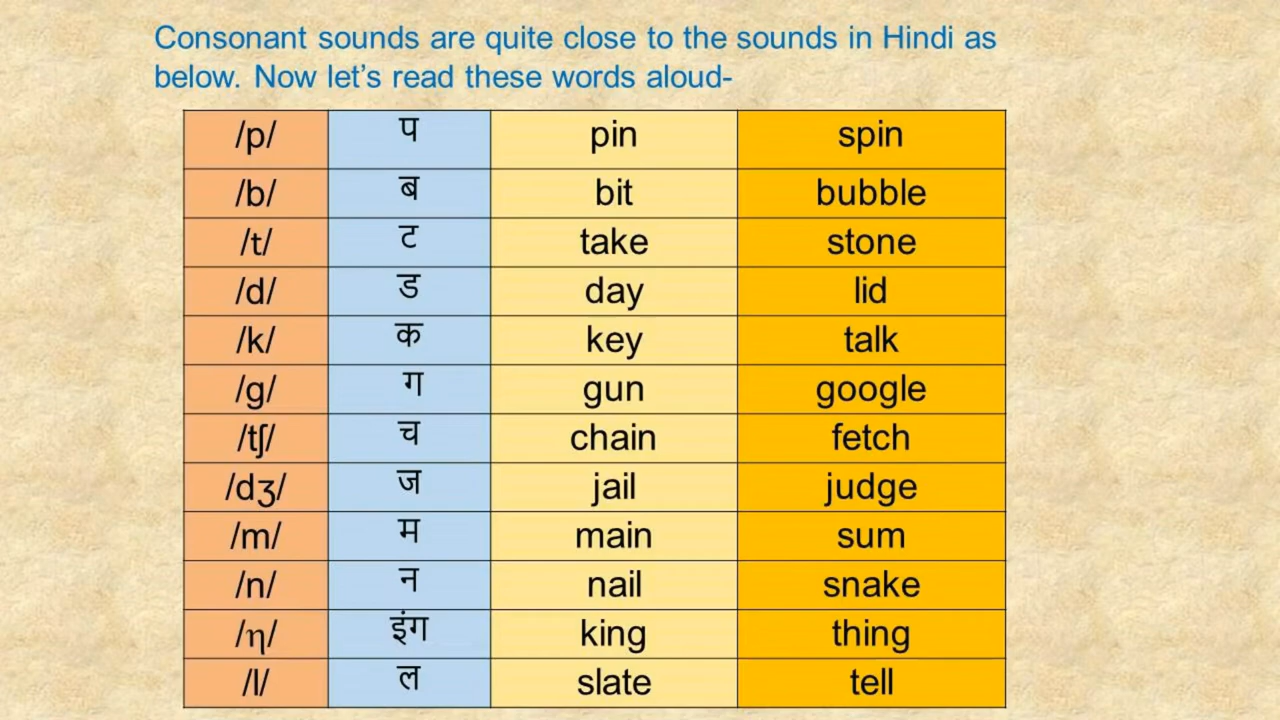 Consonant sounds are quite close to the sounds in Hindi as
below. Now let’s read these words aloud-
/p/ प pin spin
/b/ ब bit bubble
/t/ ट take stone
/d/ ड day lid
/k/ क key talk
/g/ ग gun google
/tʃ/ च chain fetch
/dʒ/ ज jail judge
/m/ म main sum
/n/ न nail snake
/η/ इंग king thing
/l/ ल slate tell